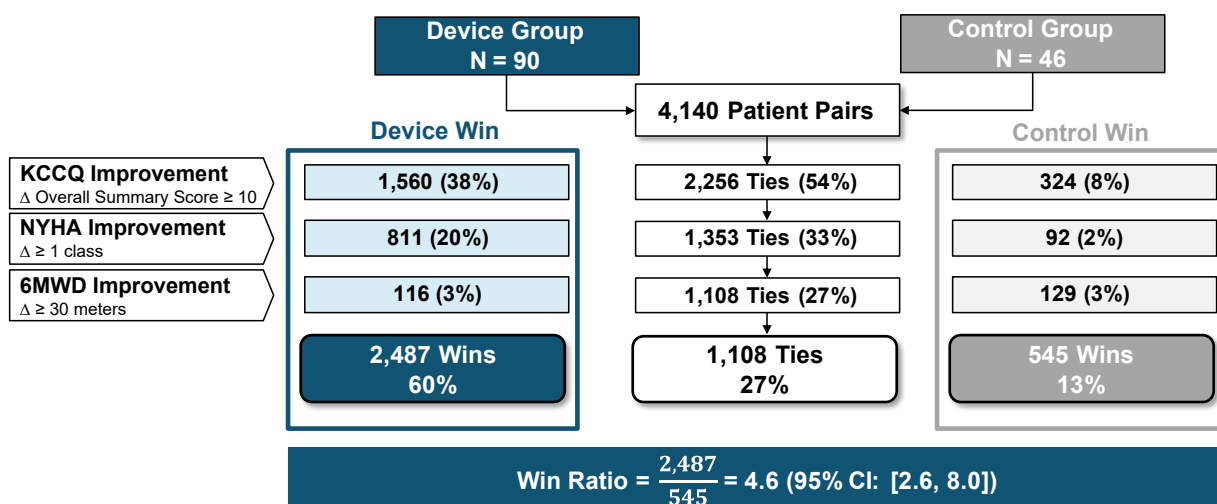 Device Group
N = 90
Control Group
N = 46
4,140 Patient Pairs
Device Win
Control Win
KCCQ Improvement
Δ Overall Summary Score ≥ 10
1,560 (38%)
2,256 Ties (54%)
324 (8%)
NYHA Improvement
Δ ≥ 1 class
811 (20%)
1,353 Ties (33%)
92 (2%)
6MWD Improvement
Δ ≥ 30 meters
116 (3%)
1,108 Ties (27%)
129 (3%)
2,487 Wins
60%
1,108 Ties
27%
545 Wins
13%
Win Ratio = 2,487/545 = 4.6 (95% CI: [2.6, 8.0])